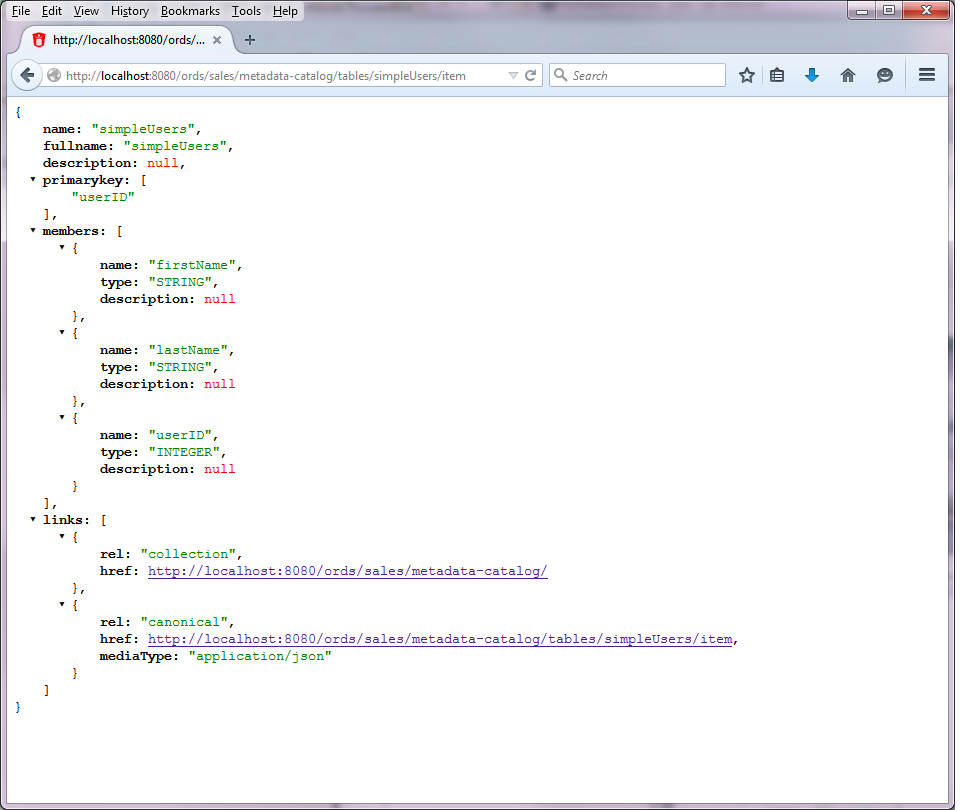 File Edit View History Bookmarks Tools Help
http://localhost:8080/ords/...
http://localhost:8080/ords/sales/metadata-catalog/tables/simpleUsers/item Search
{
name: "simpleUsers",
fullname: "simpleUsers",
description: null,
primarykey: [
"userID"
],
members: [
{
name: "firstName",
type: "STRING",
description: null
},
{
name: "lastName",
type: "STRING",
description: null
},
{
name: "userID",
type: "INTEGER",
description: null
}
],
links: [
{
rel: "collection",
href: http://localhost:8080/ords/sales/metadata-catalog/
},
{
rel: "canonical",
href: http://localhost:8080/ords/sales/metadata-catalog/tables/simpleUsers/item,
mediaType: "application/json"
}
]
}